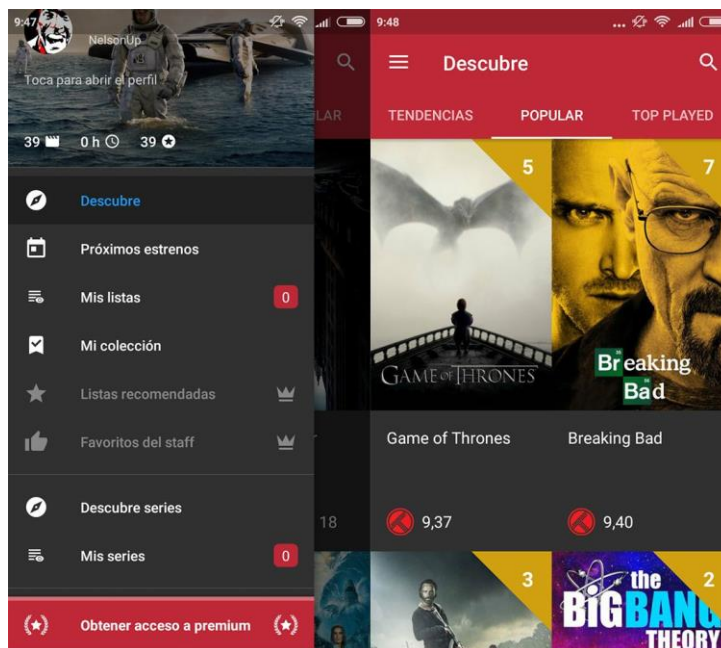 9:47
NelsonUp
Toca para abrir el perfil
39 0 h 39
LAR
Descubre
Próximos estrenos
Mis listas 0
Mi colección
Listas recomendadas
Favoritos del staff
Descubre series
18
Mis series 0
Obtener acceso a premium
9:48
Descubre
TENDENCIAS POPULAR TOP PLAYED
5 7
GAME OF THRONES
Breaking
Bad
Game of Thrones Breaking Bad
9,37 9,40
3 2
the
BIG BANG
THEORY